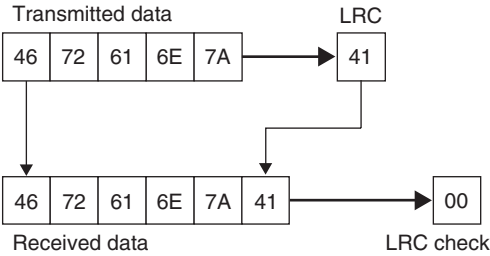 Transmitted data LRC
46 72 61 6E 7A 41
46 72 61 6E 7A 41 00
Received data LRC check